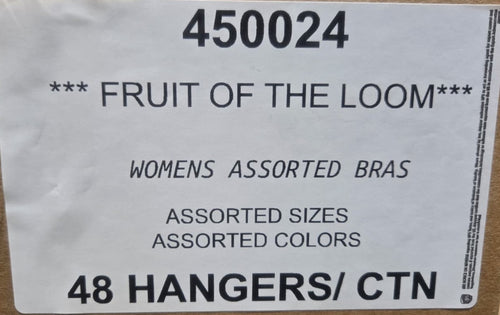 450024
*** FRUIT OF THE LOOM***
WOMENS ASSORTED BRAS
ASSORTED SIZES
ASSORTED COLORS
48 HANGERS/ CTN